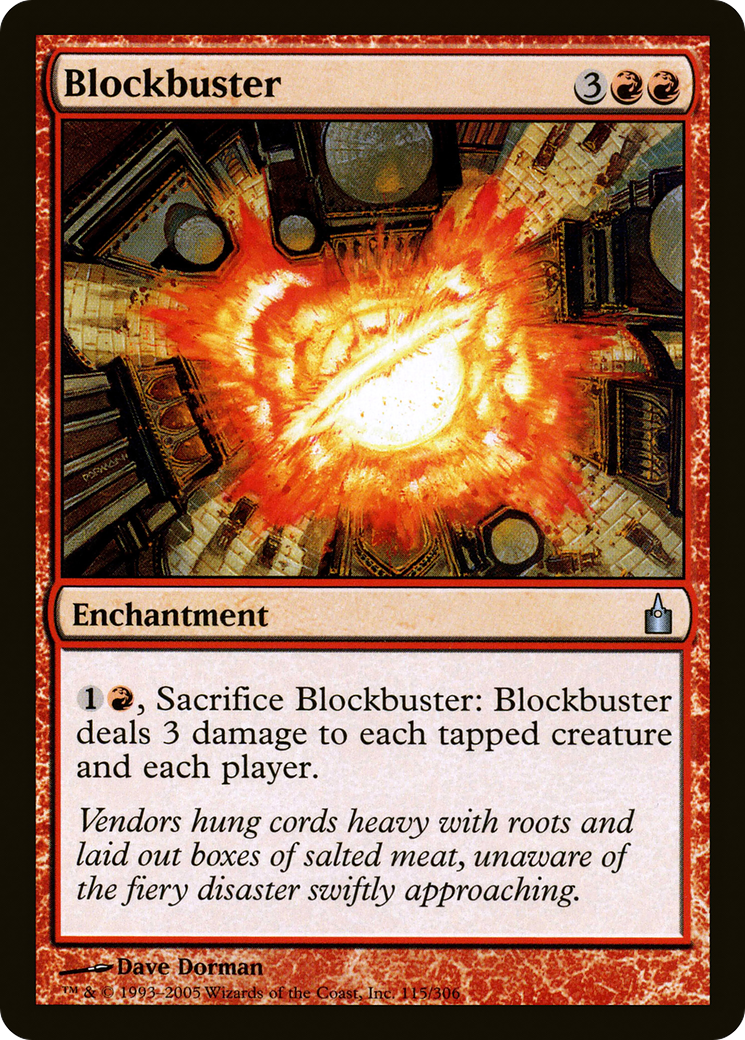 Blockbuster 3
DORMAN
Enchantment
1, Sacrifice Blockbuster: Blockbuster
deals 3 damage to each tapped creature
and each player.
Vendors hung cords heavy with roots and
laid out boxes of salted meat, unaware of
the fiery disaster swiftly approaching.
Dave Dorman
™ & © 1993–2005 Wizards of the Coast, Inc. 115/306